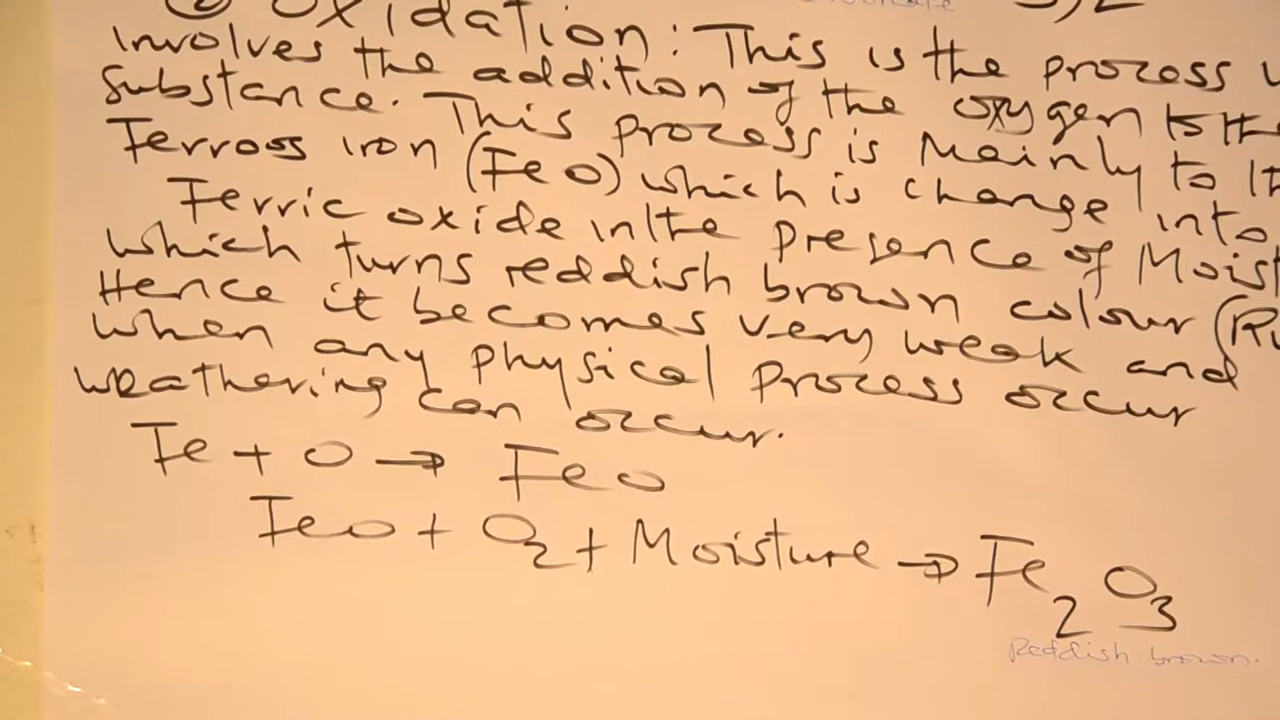 ② Oxidation: This is the process
involves the addition of the oxygen to the
Substance. This process is Mainly to
Ferross iron (FeO) which is change into
Ferric oxide in the presence of Moist
which turns reddish brown colour (Ru
Hence it becomes very weak and
when any physical process occur
weathering can occur.
Fe + O → FeO
FeO + O2 + Moisture → Fe2O3
Reddish brown.